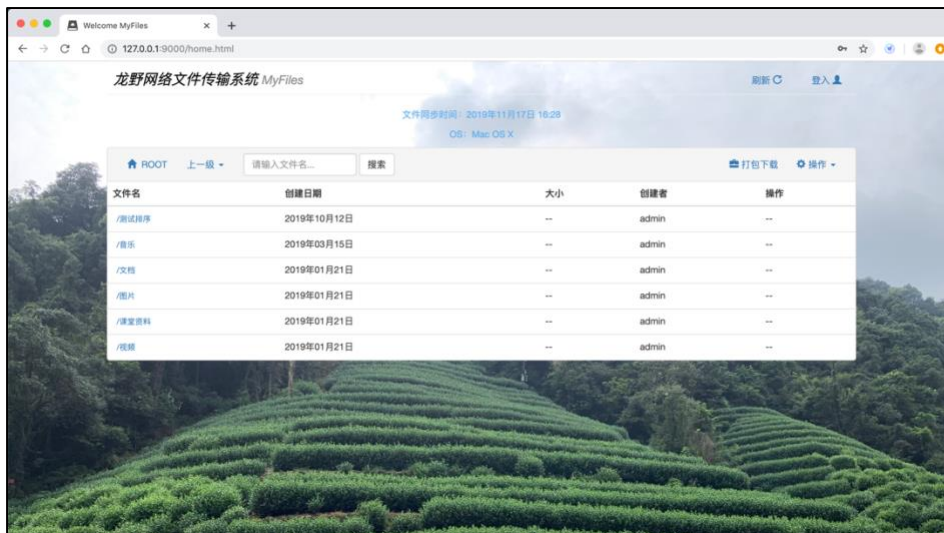 Welcome MyFiles
127.0.0.1:9000/home.html
龙野网络文件传输系统 MyFiles 刷新 登入
文件同步时间：2019年11月17日 16:28
OS：Mac OS X
ROOT 上一级 请输入文件名... 搜索 打包下载 操作
文件名 创建日期 大小 创建者 操作
/测试排序 2019年10月12日 -- admin --
/音乐 2019年03月15日 -- admin --
/文档 2019年01月21日 -- admin --
/图片 2019年01月21日 -- admin --
/课堂资料 2019年01月21日 -- admin --
/视频 2019年01月21日 -- admin --